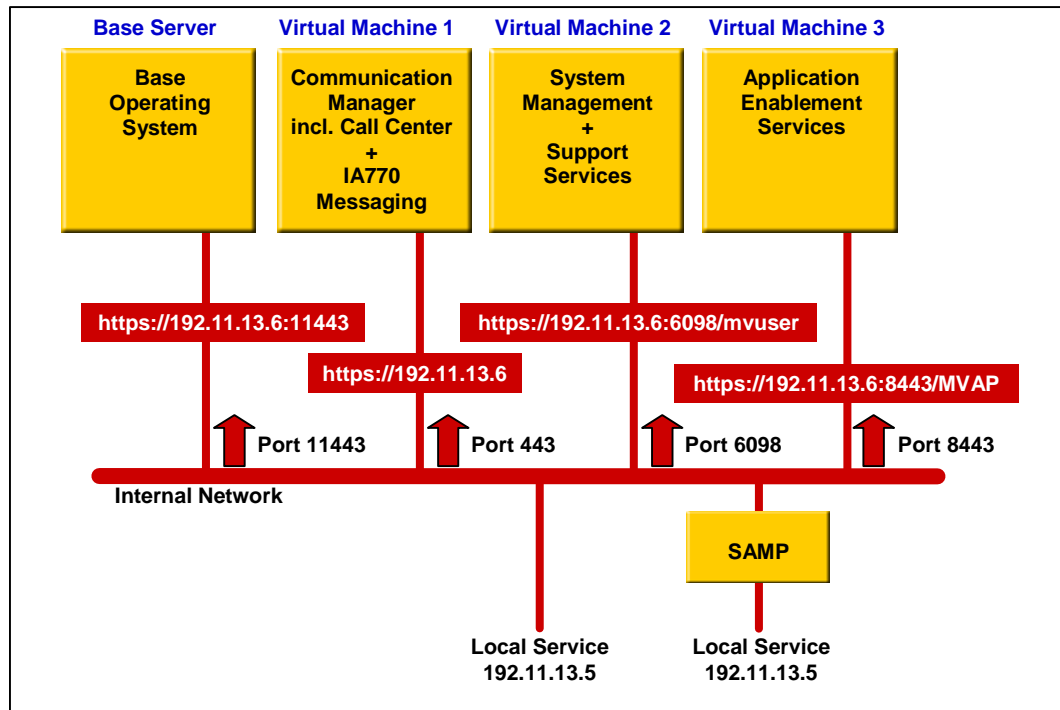 Base Server
Virtual Machine 1
Virtual Machine 2
Virtual Machine 3
Base
Operating
System
Communication
Manager
incl. Call Center
+
IA770
Messaging
System
Management
+
Support
Services
Application
Enablement
Services
https://192.11.13.6:11443
https://192.11.13.6
https://192.11.13.6:6098/mvuser
https://192.11.13.6:8443/MVAP
Port 11443
Port 443
Port 6098
Port 8443
Internal Network
SAMP
Local Service
192.11.13.5
Local Service
192.11.13.5